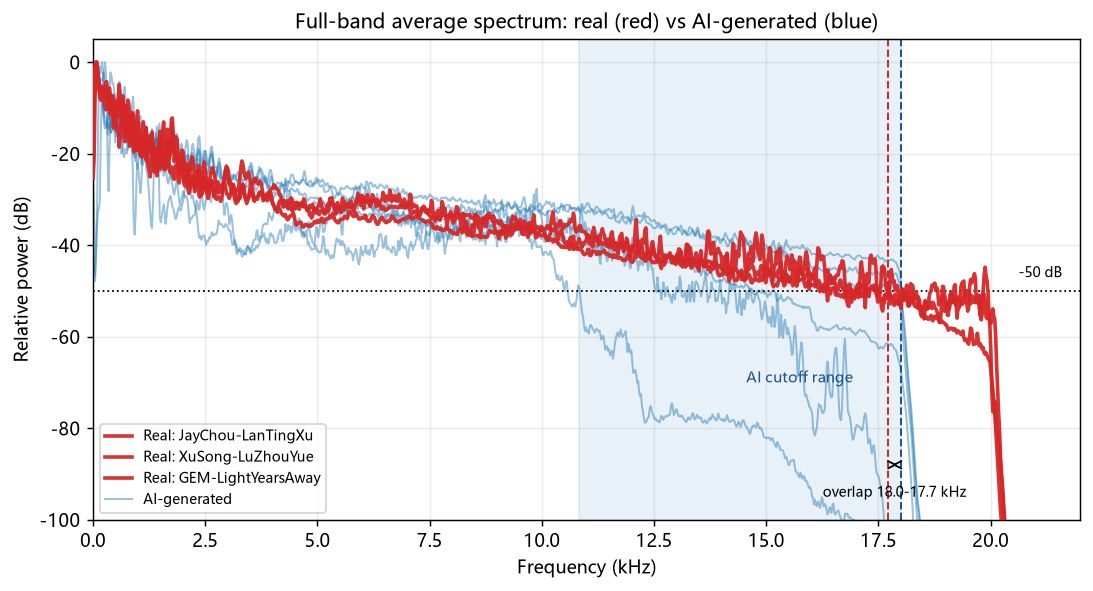 Full-band average spectrum: real (red) vs AI-generated (blue)
Relative power (dB)
0
-20
-40
-60
-80
-100
-50 dB
AI cutoff range
overlap 18.0-17.7 kHz
Real: JayChou-LanTingXu
Real: XuSong-LuZhouYue
Real: GEM-LightYearsAway
AI-generated
0.0 2.5 5.0 7.5 10.0 12.5 15.0 17.5 20.0
Frequency (kHz)